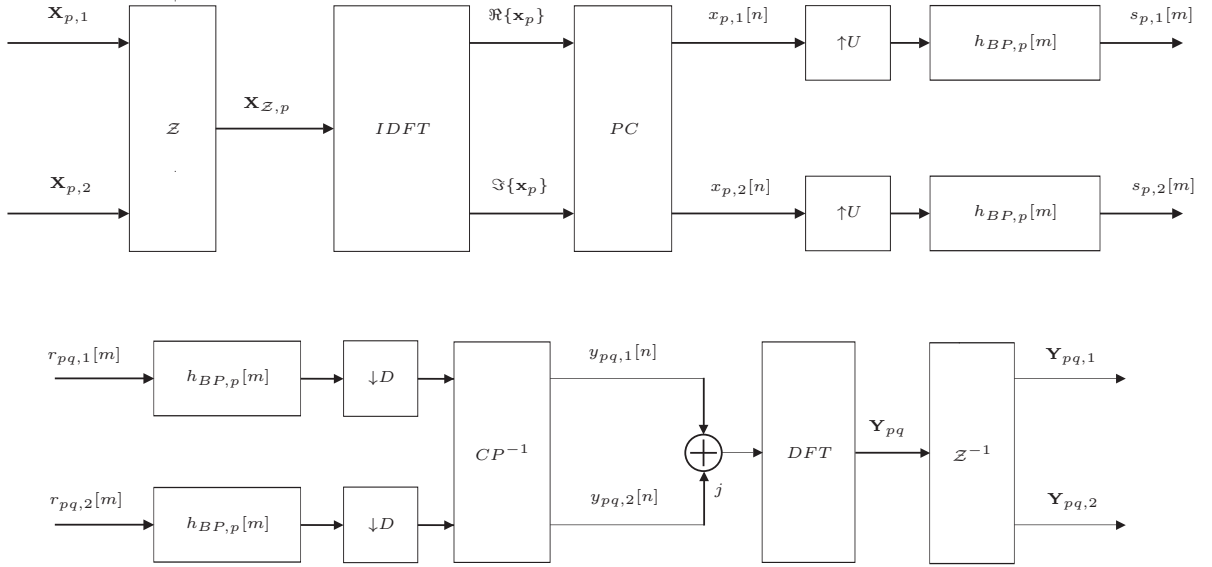 X_{p,1}
ℜ{x_p}
x_{p,1}[n]
s_{p,1}[m]
↑U
h_{BP,p}[m]
X_{Z,p}
𝒵
IDFT
PC
X_{p,2}
ℑ{x_p}
x_{p,2}[n]
s_{p,2}[m]
↑U
h_{BP,p}[m]
r_{pq,1}[m]
y_{pq,1}[n]
Y_{pq,1}
h_{BP,p}[m]
↓D
Y_{pq}
CP^{-1}
DFT
𝒵^{-1}
r_{pq,2}[m]
y_{pq,2}[n]
j
Y_{pq,2}
h_{BP,p}[m]
↓D